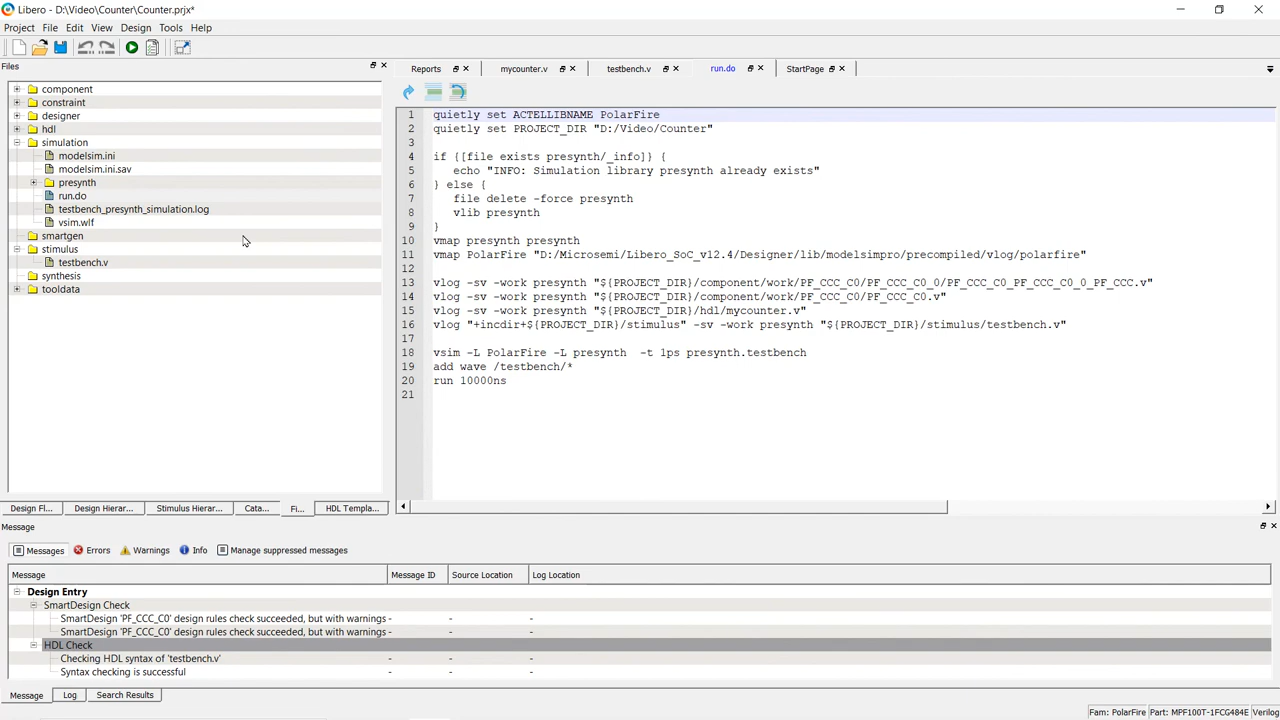 Libero - D:\Video\Counter\Counter.prjx*
Project File Edit View Design Tools Help
Files
component
constraint
designer
hdl
simulation
modelsim.ini
modelsim.ini.sav
presynth
run.do
testbench_presynth_simulation.log
vsim.wlf
smartgen
stimulus
testbench.v
synthesis
tooldata
Design Fl... Design Hierar... Stimulus Hierar... Cata... Fi... HDL Templa...
Reports mycounter.v testbench.v run.do StartPage
1 quietly set ACTELLIBNAME PolarFire
2 quietly set PROJECT_DIR "D:/Video/Counter"
3
4 if {[file exists presynth/_info]} {
5 echo "INFO: Simulation library presynth already exists"
6 } else {
7 file delete -force presynth
8 vlib presynth
9 }
10 vmap presynth presynth
11 vmap PolarFire "D:/Microsemi/Libero_SoC_v12.4/Designer/lib/modelsimpro/precompiled/vlog/polarfire"
12
13 vlog -sv -work presynth "${PROJECT_DIR}/component/work/PF_CCC_C0/PF_CCC_C0_0/PF_CCC_C0_PF_CCC_C0_0_PF_CCC.v"
14 vlog -sv -work presynth "${PROJECT_DIR}/component/work/PF_CCC_C0/PF_CCC_C0.v"
15 vlog -sv -work presynth "${PROJECT_DIR}/hdl/mycounter.v"
16 vlog "+incdir+${PROJECT_DIR}/stimulus" -sv -work presynth "${PROJECT_DIR}/stimulus/testbench.v"
17
18 vsim -L PolarFire -L presynth  -t 1ps presynth.testbench
19 add wave /testbench/*
20 run 10000ns
21
Message
Messages Errors Warnings Info Manage suppressed messages
Message Message ID Source Location Log Location
Design Entry
SmartDesign Check
SmartDesign 'PF_CCC_C0' design rules check succeeded, but with warnings - - -
SmartDesign 'PF_CCC_C0' design rules check succeeded, but with warnings - - -
HDL Check
Checking HDL syntax of 'testbench.v' - - -
Syntax checking is successful - - -
Message Log Search Results
Fam: PolarFire Part: MPF100T-1FCG484E Verilog